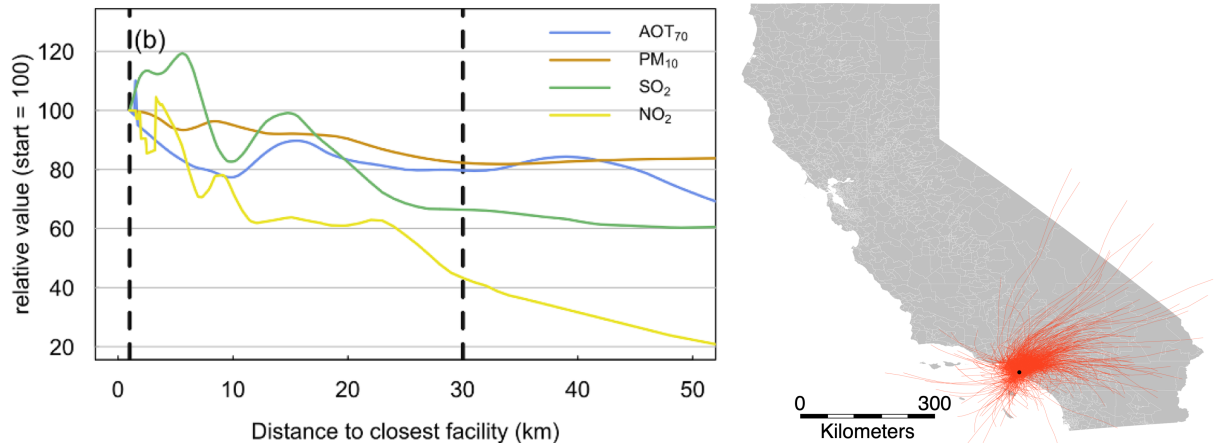 (b)
AOT70
PM10
SO2
NO2
120
100
80
60
40
20
relative value (start = 100)
0 10 20 30 40 50
Distance to closest facility (km)
0 300
Kilometers